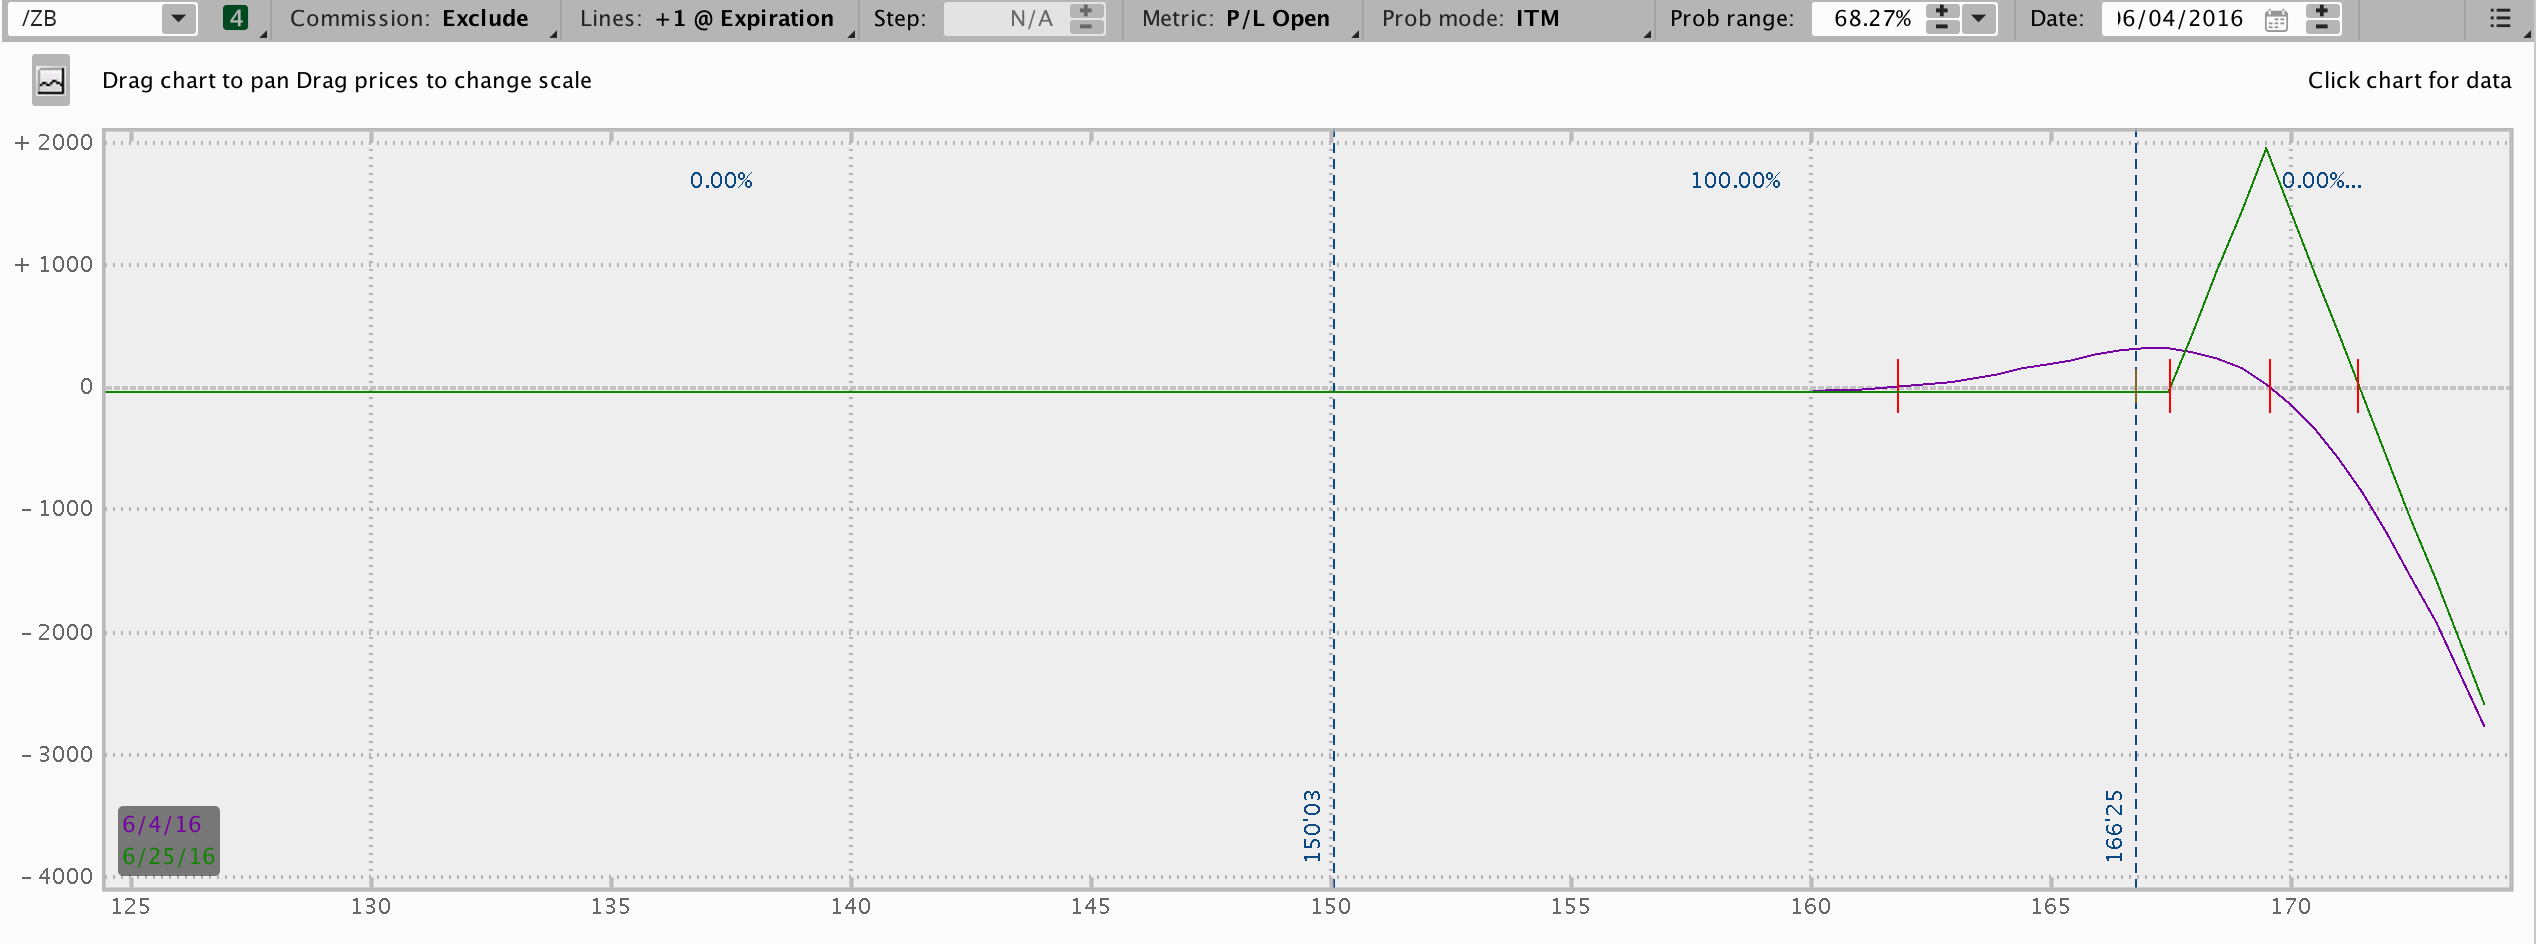 /ZB 4 Commission: Exclude Lines: +1 @ Expiration Step: N/A Metric: P/L Open Prob mode: ITM Prob range: 68.27% Date: 06/04/2016
Drag chart to pan Drag prices to change scale Click chart for data
+ 2000
0.00% 100.00% 0.00%...
+ 1000
0
- 1000
- 2000
- 3000
150'03 166'25
6/4/16
6/25/16
- 4000
125 130 135 140 145 150 155 160 165 170